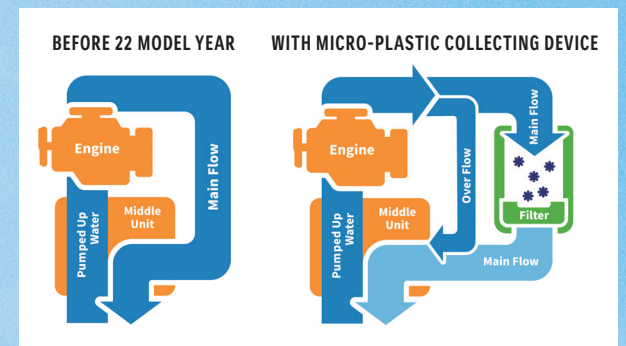 BEFORE 22 MODEL YEAR
Engine
Main Flow
Pumped Up
Water
Middle
Unit
WITH MICRO-PLASTIC COLLECTING DEVICE
Engine
Main Flow
Over Flow
Filter
Pumped Up
Water
Middle
Unit
Main Flow